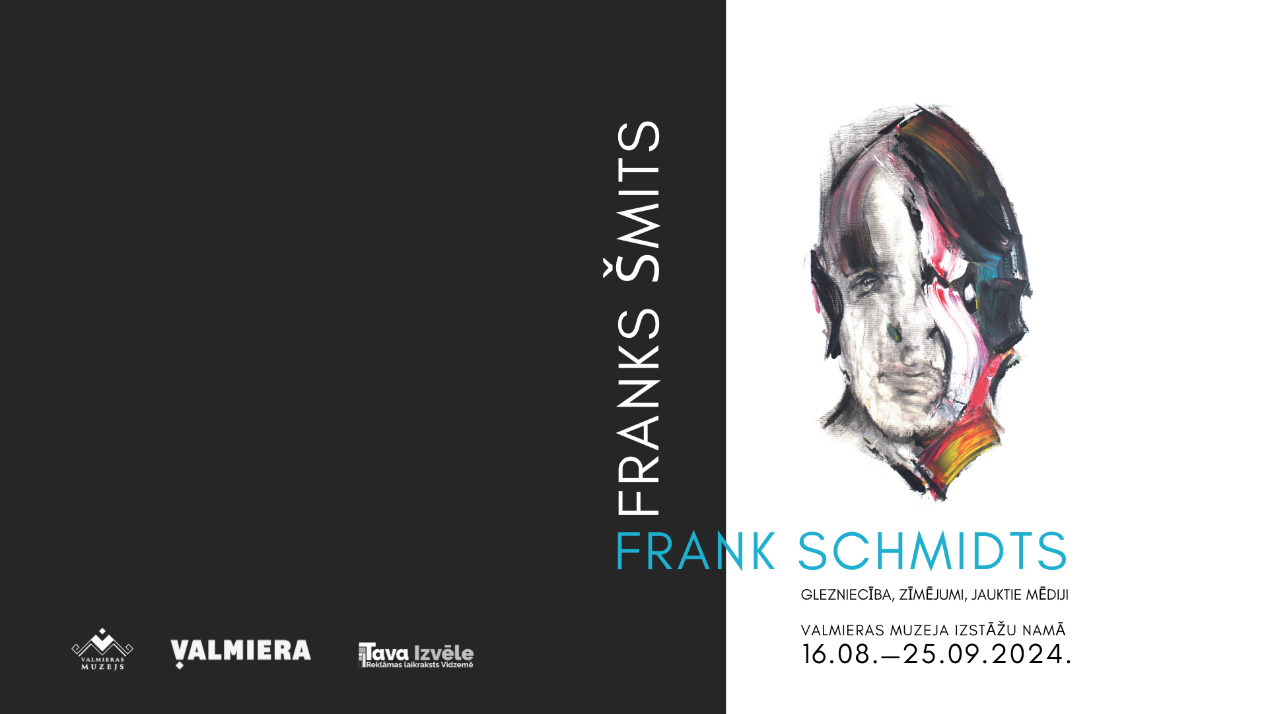 FRANKS ŠMITS
FRANK SCHMIDTS
GLEZNIECĪBA, ZĪMĒJUMI, JAUKTIE MĒDIJI
VALMIERAS MUZEJA IZSTĀŽU NAMĀ
16.08.—25.09.2024.
VALMIERAS
MUZEJS
VALMIERA
Tava Izvēle
Reklāmas laikraksts Vidzemē